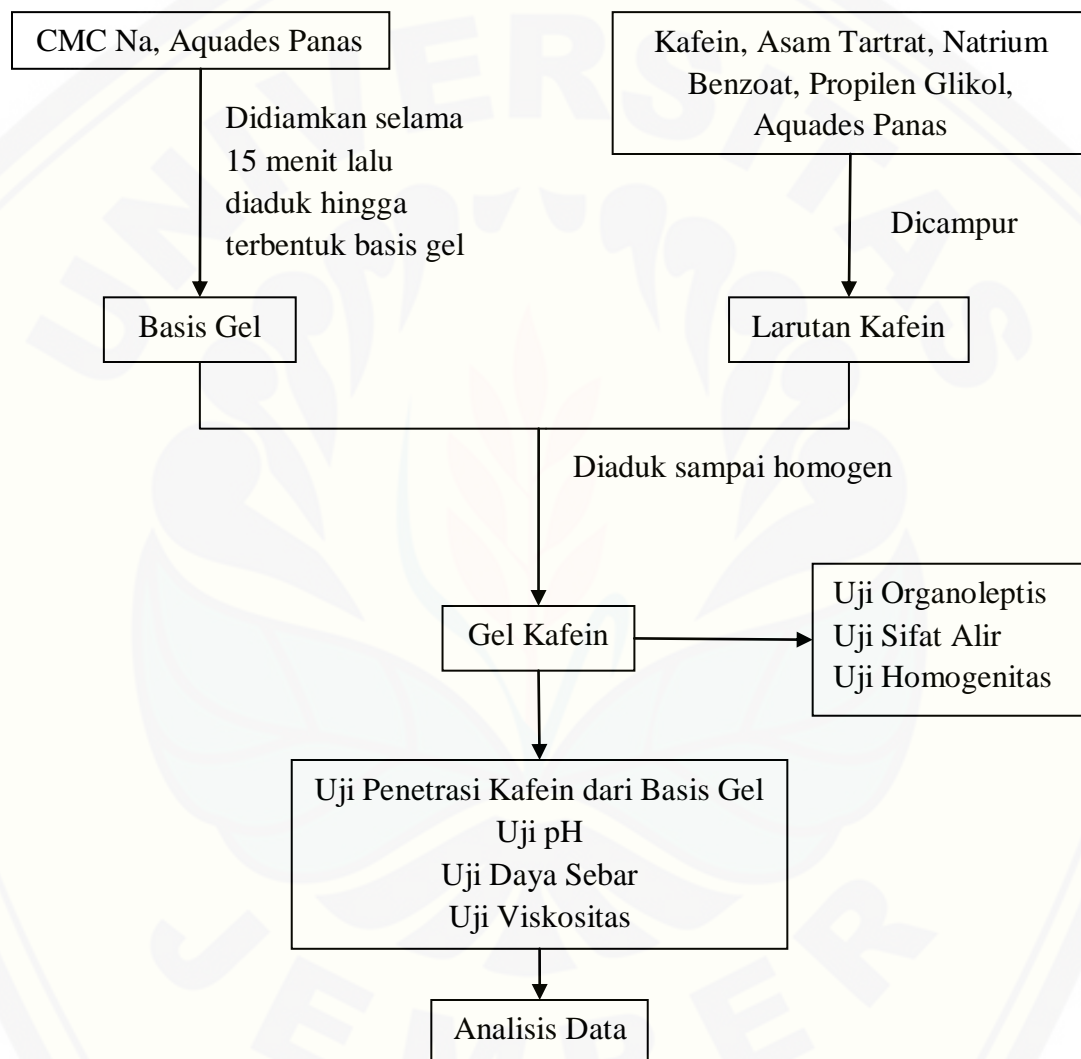 CMC Na, Aquades Panas
Kafein, Asam Tartrat, Natrium
Benzoat, Propilen Glikol,
Aquades Panas
Didiamkan selama
15 menit lalu
diaduk hingga
terbentuk basis gel
Dicampur
Basis Gel
Larutan Kafein
Diaduk sampai homogen
Gel Kafein
Uji Organoleptis
Uji Sifat Alir
Uji Homogenitas
Uji Penetrasi Kafein dari Basis Gel
Uji pH
Uji Daya Sebar
Uji Viskositas
Analisis Data
UNIVERSITAS
JEMBER